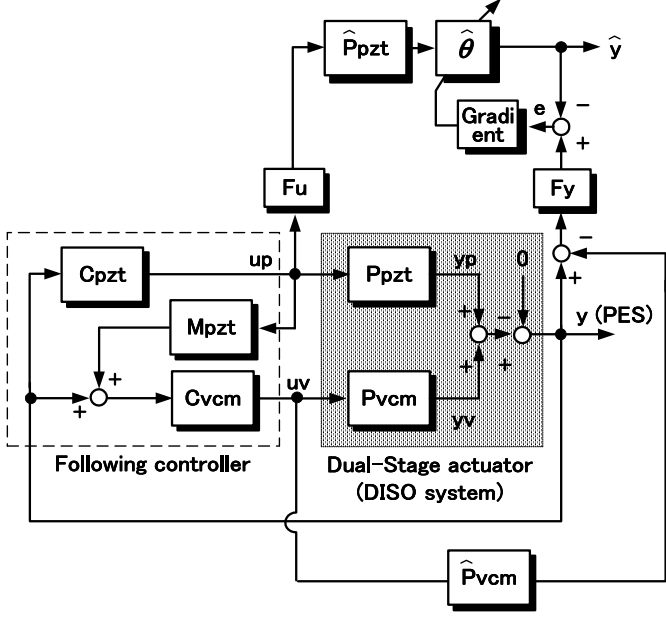 P̂pzt
θ̂
ŷ
Gradi
ent
e
−
+
Fu
Fy
−
+
Cpzt
up
Ppzt
yp
0
y (PES)
Mpzt
+
−
+
+
+
+
Cvcm
uv
Pvcm
yv
Following controller
Dual-Stage actuator
(DISO system)
P̂vcm